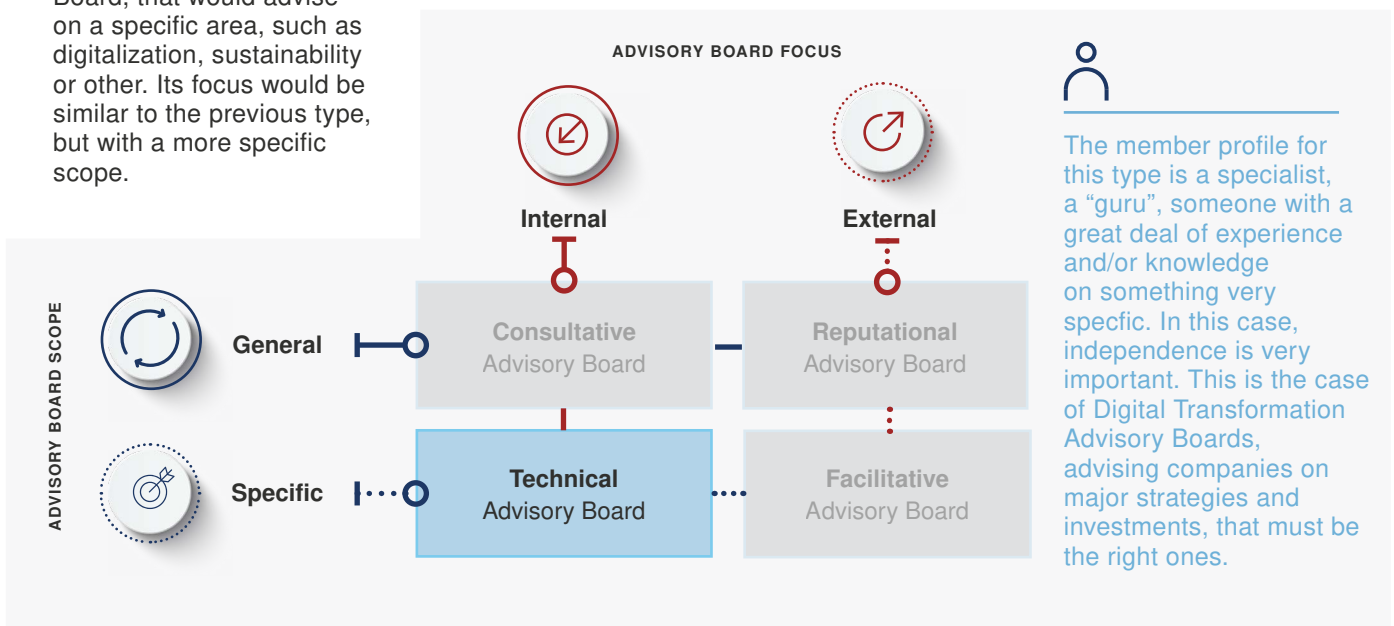 Board, that would advise
on a specific area, such as
digitalization, sustainability
or other. Its focus would be
similar to the previous type,
but with a more specific
scope.
ADVISORY BOARD FOCUS
Internal
External
ADVISORY BOARD SCOPE
General
Consultative
Advisory Board
Reputational
Advisory Board
Specific
Technical
Advisory Board
Facilitative
Advisory Board
The member profile for
this type is a specialist,
a “guru”, someone with a
great deal of experience
and/or knowledge
on something very
specfic. In this case,
independence is very
important. This is the case
of Digital Transformation
Advisory Boards,
advising companies on
major strategies and
investments, that must be
the right ones.